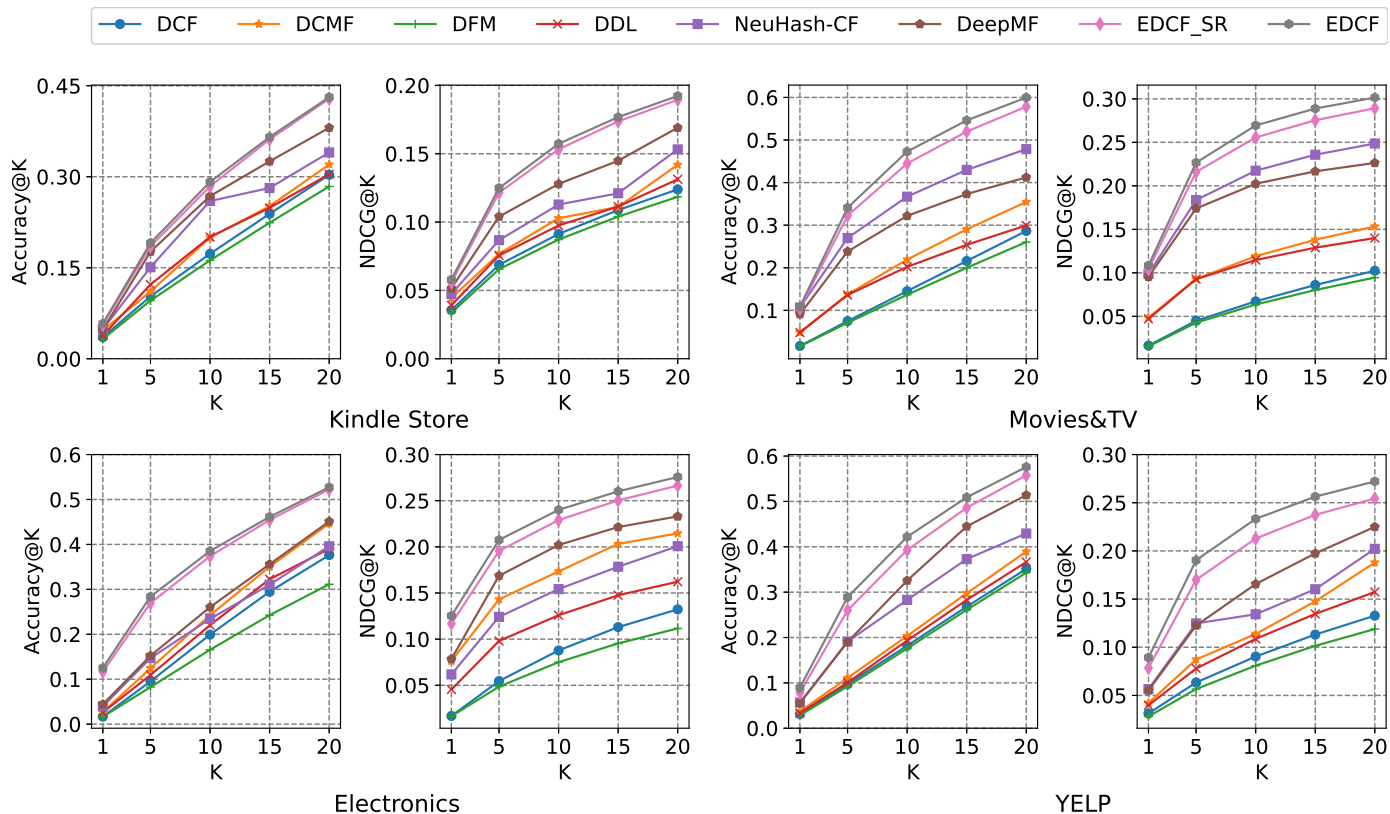 DCF DCMF DFM DDL NeuHash-CF DeepMF EDCF_SR EDCF
Accuracy@K
0.45
0.30
0.15
0.00
1 5 10 15 20
K
NDCG@K
0.20
0.15
0.10
0.05
0.00
1 5 10 15 20
K
Kindle Store
Accuracy@K
0.6
0.5
0.4
0.3
0.2
0.1
1 5 10 15 20
K
NDCG@K
0.30
0.25
0.20
0.15
0.10
0.05
1 5 10 15 20
K
Movies&TV
Accuracy@K
0.6
0.5
0.4
0.3
0.2
0.1
0.0
1 5 10 15 20
K
NDCG@K
0.30
0.25
0.20
0.15
0.10
0.05
1 5 10 15 20
K
Electronics
Accuracy@K
0.6
0.5
0.4
0.3
0.2
0.1
0.0
1 5 10 15 20
K
NDCG@K
0.30
0.25
0.20
0.15
0.10
0.05
1 5 10 15 20
K
YELP